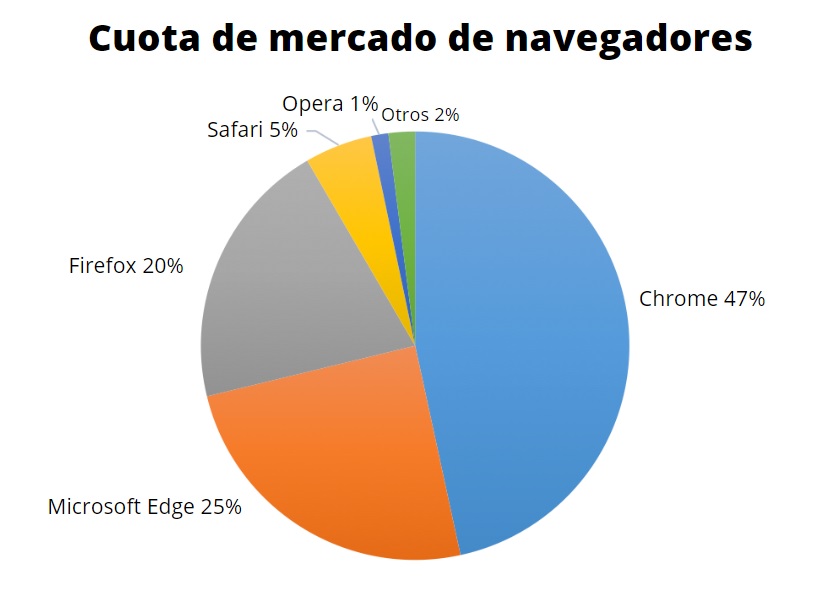 Cuota de mercado de navegadores
Opera 1%
Otros 2%
Safari 5%
Firefox 20%
Chrome 47%
Microsoft Edge 25%